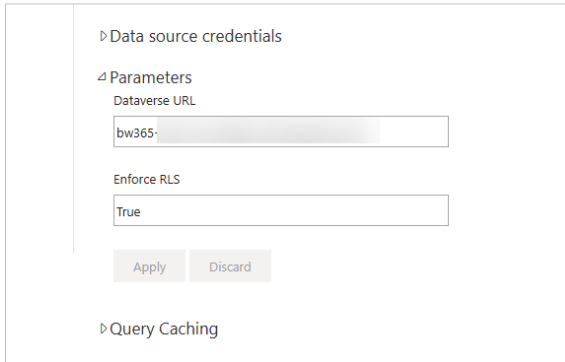 Data source credentials
Parameters
Dataverse URL
bw365-
Enforce RLS
True
Apply
Discard
Query Caching